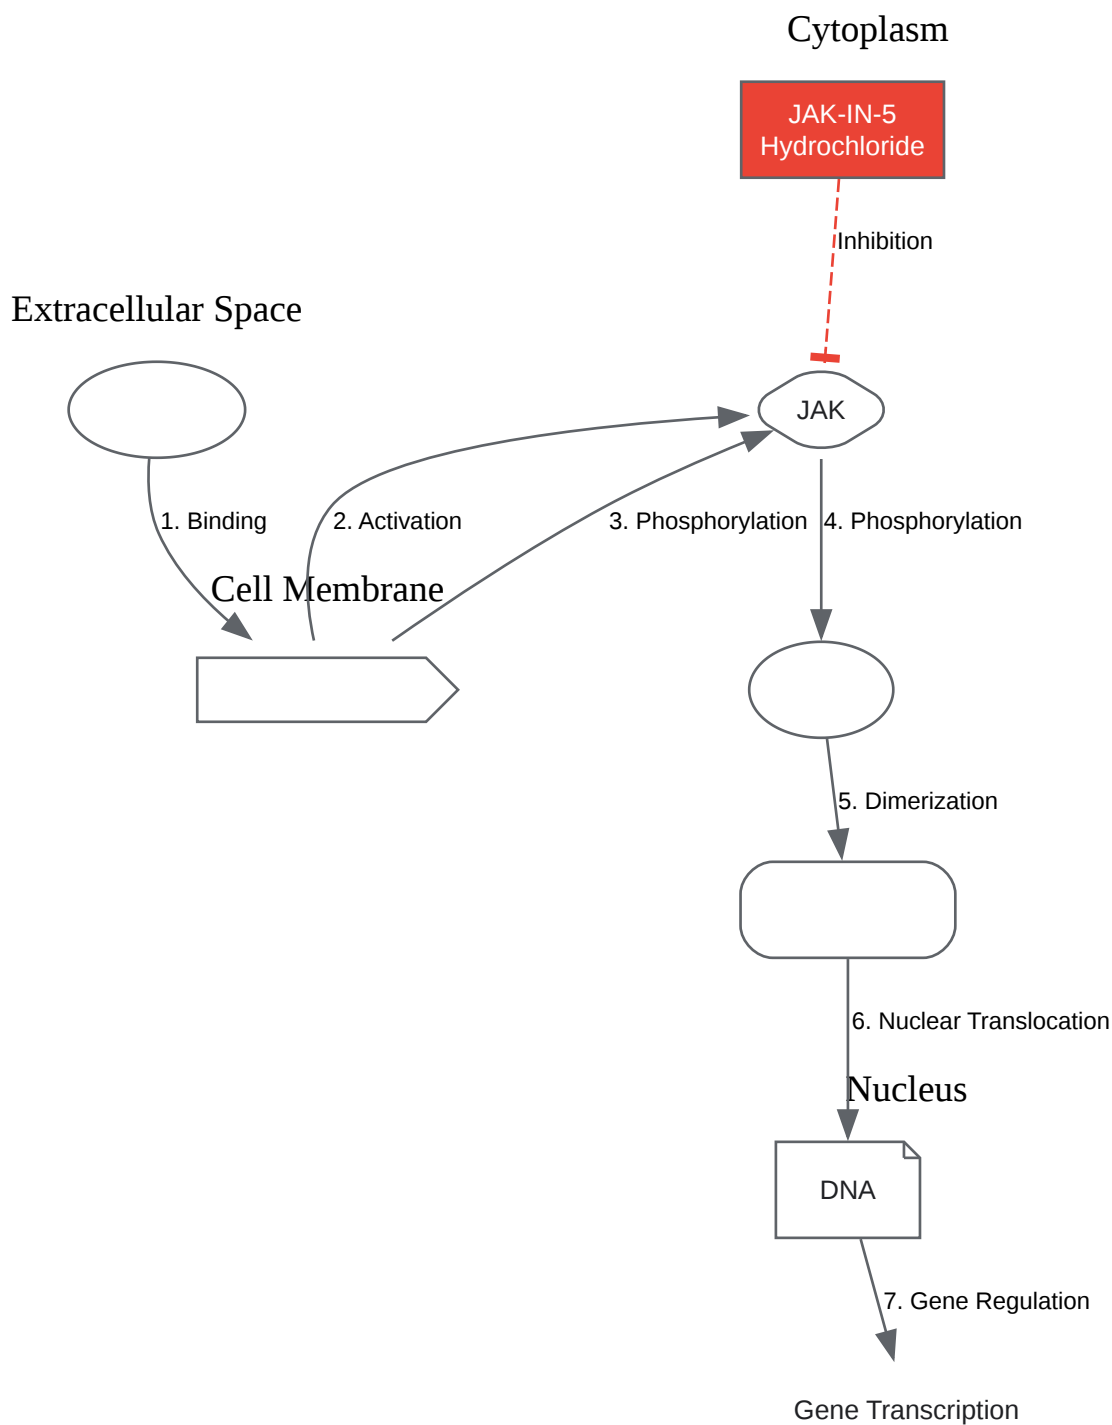 Cytoplasm
JAK-IN-5
Hydrochloride
Inhibition
Extracellular Space
JAK
1. Binding
2. Activation
3. Phosphorylation
4. Phosphorylation
Cell Membrane
5. Dimerization
6. Nuclear Translocation
Nucleus
DNA
7. Gene Regulation
Gene Transcription